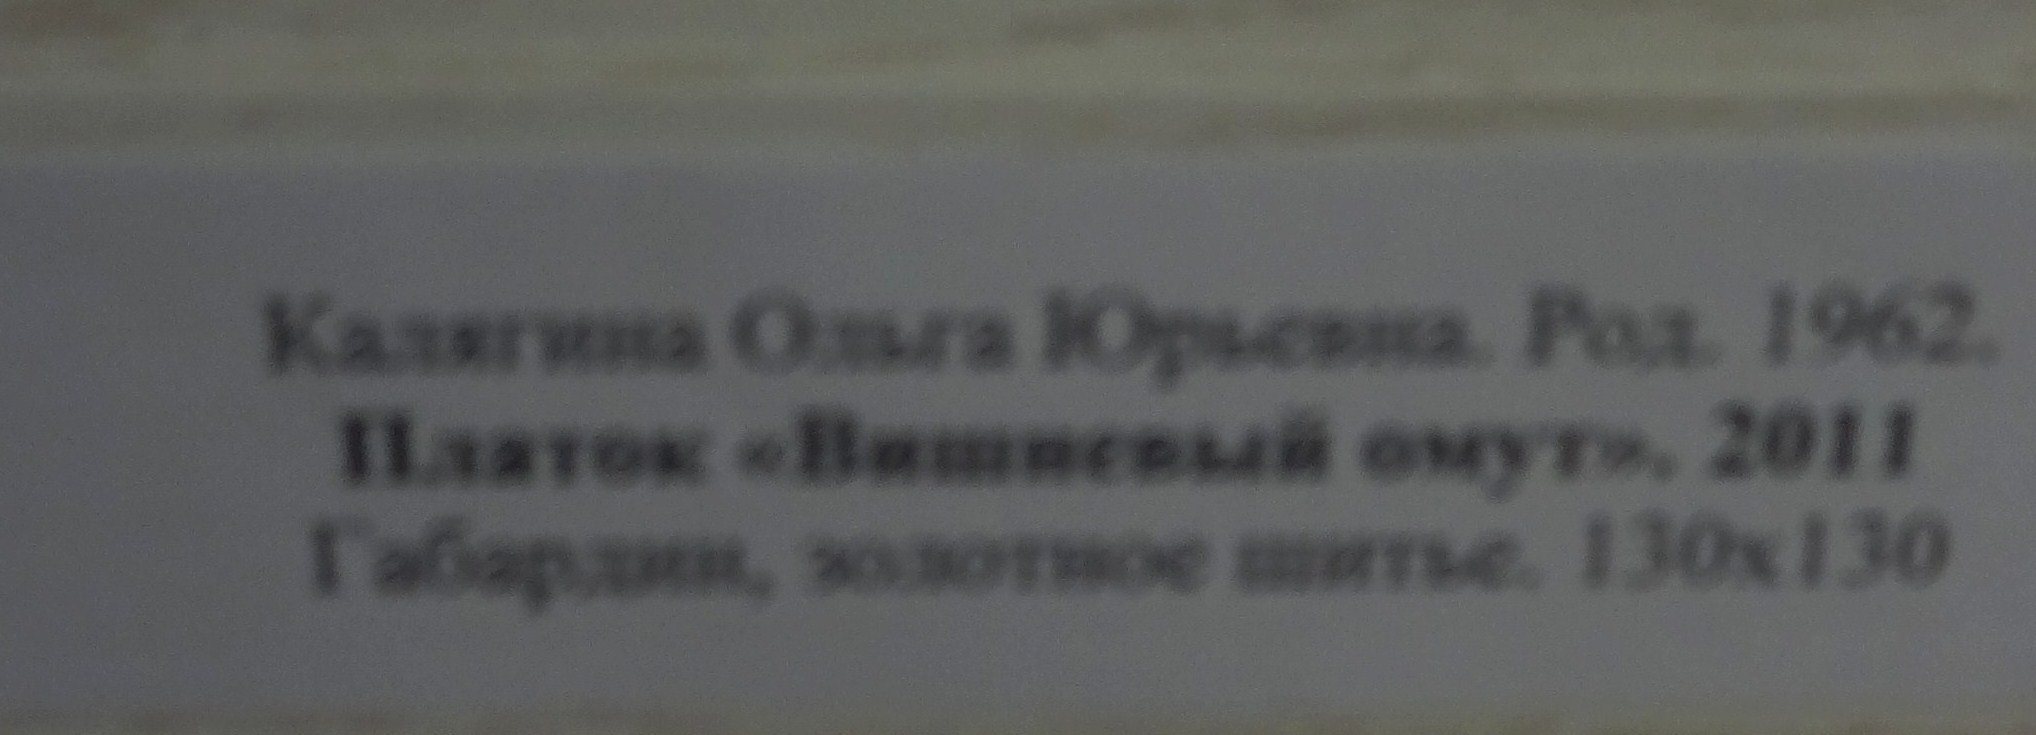 Калягина Ольга Юрьевна. Род. 1962.
Платок «Вишневый омут». 2011
Габардин, золотное шитье. 130х130